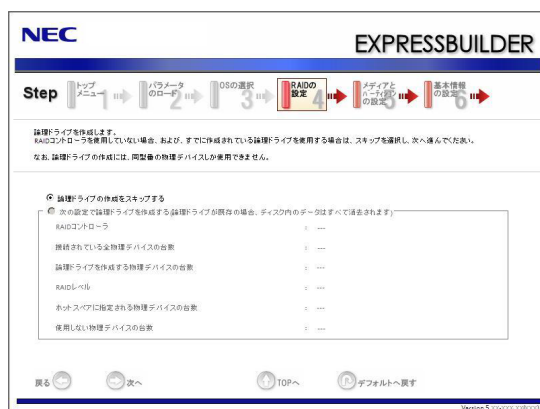 NEC
EXPRESSBUILDER
Step
トップ
メニュー
1
パラメータ
のロード
2
OSの選択
3
RAIDの
設定
4
メディアと
パーティション
の設定
5
基本情報
の設定
6
論理ドライブを作成します。
RAIDコントローラを使用していない場合、および、すでに作成されている論理ドライブを使用する場合は、スキップを選択し、次へ進んでください。
なお、論理ドライブの作成には、同型番の物理デバイスしか使用できません。
論理ドライブの作成をスキップする
次の設定で論理ドライブを作成する(論理ドライブが既存の場合、ディスク内のデータはすべて消去されます)
RAIDコントローラ : ---
接続されている全物理デバイスの台数 : ---
論理ドライブを作成する物理デバイスの台数 : ---
RAIDレベル : ---
ホットスペアに指定される物理デバイスの台数 : ---
使用しない物理デバイスの台数 : ---
戻る
次へ
TOPへ
デフォルトへ戻す
Version 5